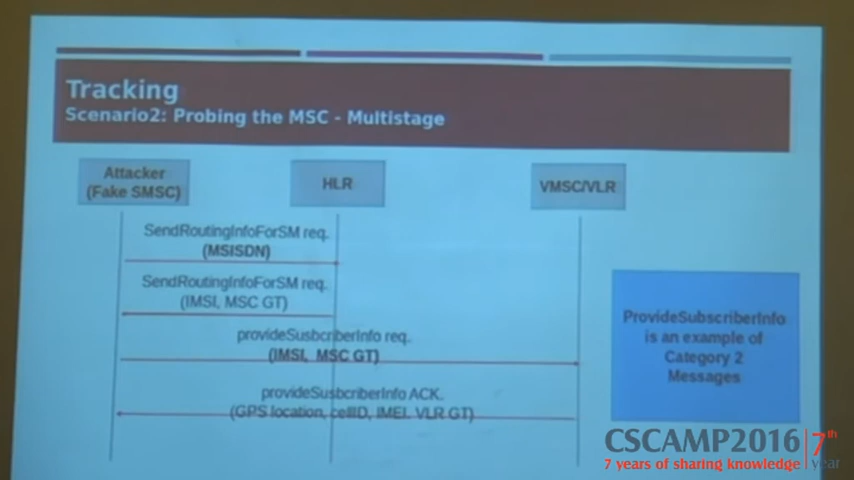 Tracking
Scenario2: Probing the MSC - Multistage
Attacker
(Fake SMSC)
HLR
VMSC/VLR
SendRoutingInfoForSM req.
(MSISDN)
SendRoutingInfoForSM req.
(IMSI, MSC GT)
provideSusbcriberInfo req.
(IMSI, MSC GT)
provideSusbcriberInfo ACK.
(GPS location, cellID, IMEI, VLR GT)
ProvideSubscriberInfo
is an example of
Category 2
Messages
CSCAMP2016 7th
7 years of sharing knowledge year